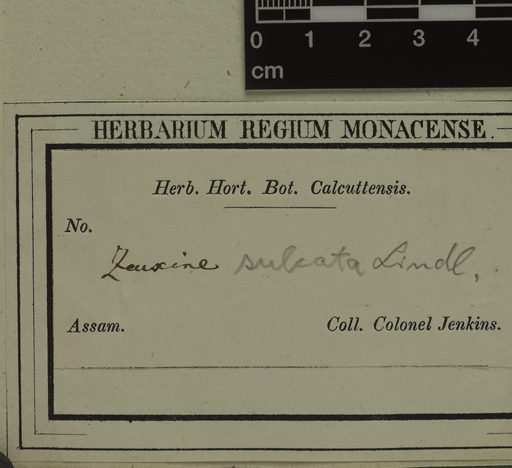 0 1 2 3 4
cm
HERBARIUM REGIUM MONACENSE.
Herb. Hort. Bot. Calcuttensis.
No.
Zeuxine sulcata Lindl.
Assam. Coll. Colonel Jenkins.